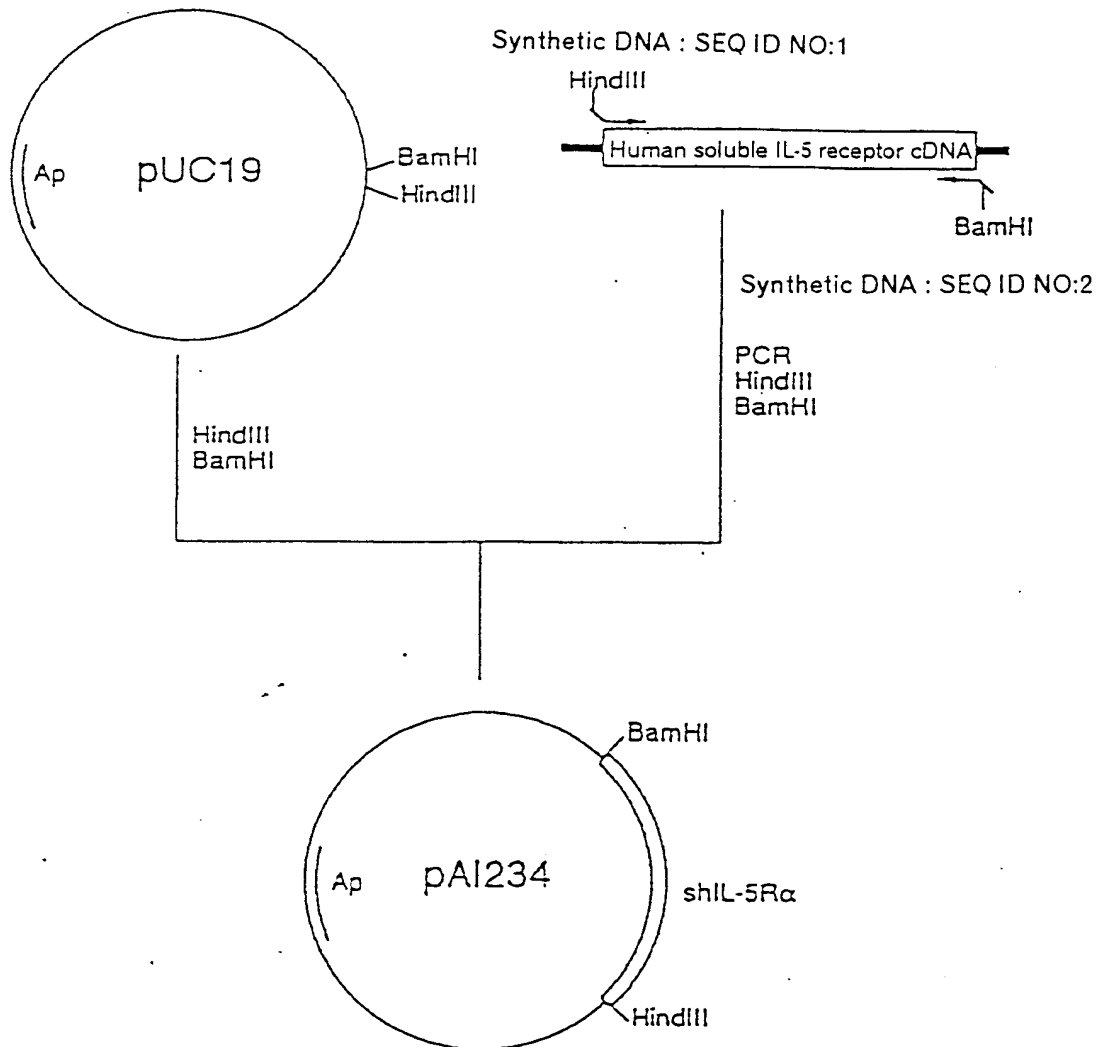 Synthetic DNA : SEQ ID NO:1
HindIII
Ap
pUC19
BamHI
HindIII
Human soluble IL-5 receptor cDNA
BamHI
Synthetic DNA : SEQ ID NO:2
PCR
HindIII
BamHI
HindIII
BamHI
BamHI
Ap
pAI234
shIL-5Rα
HindIII